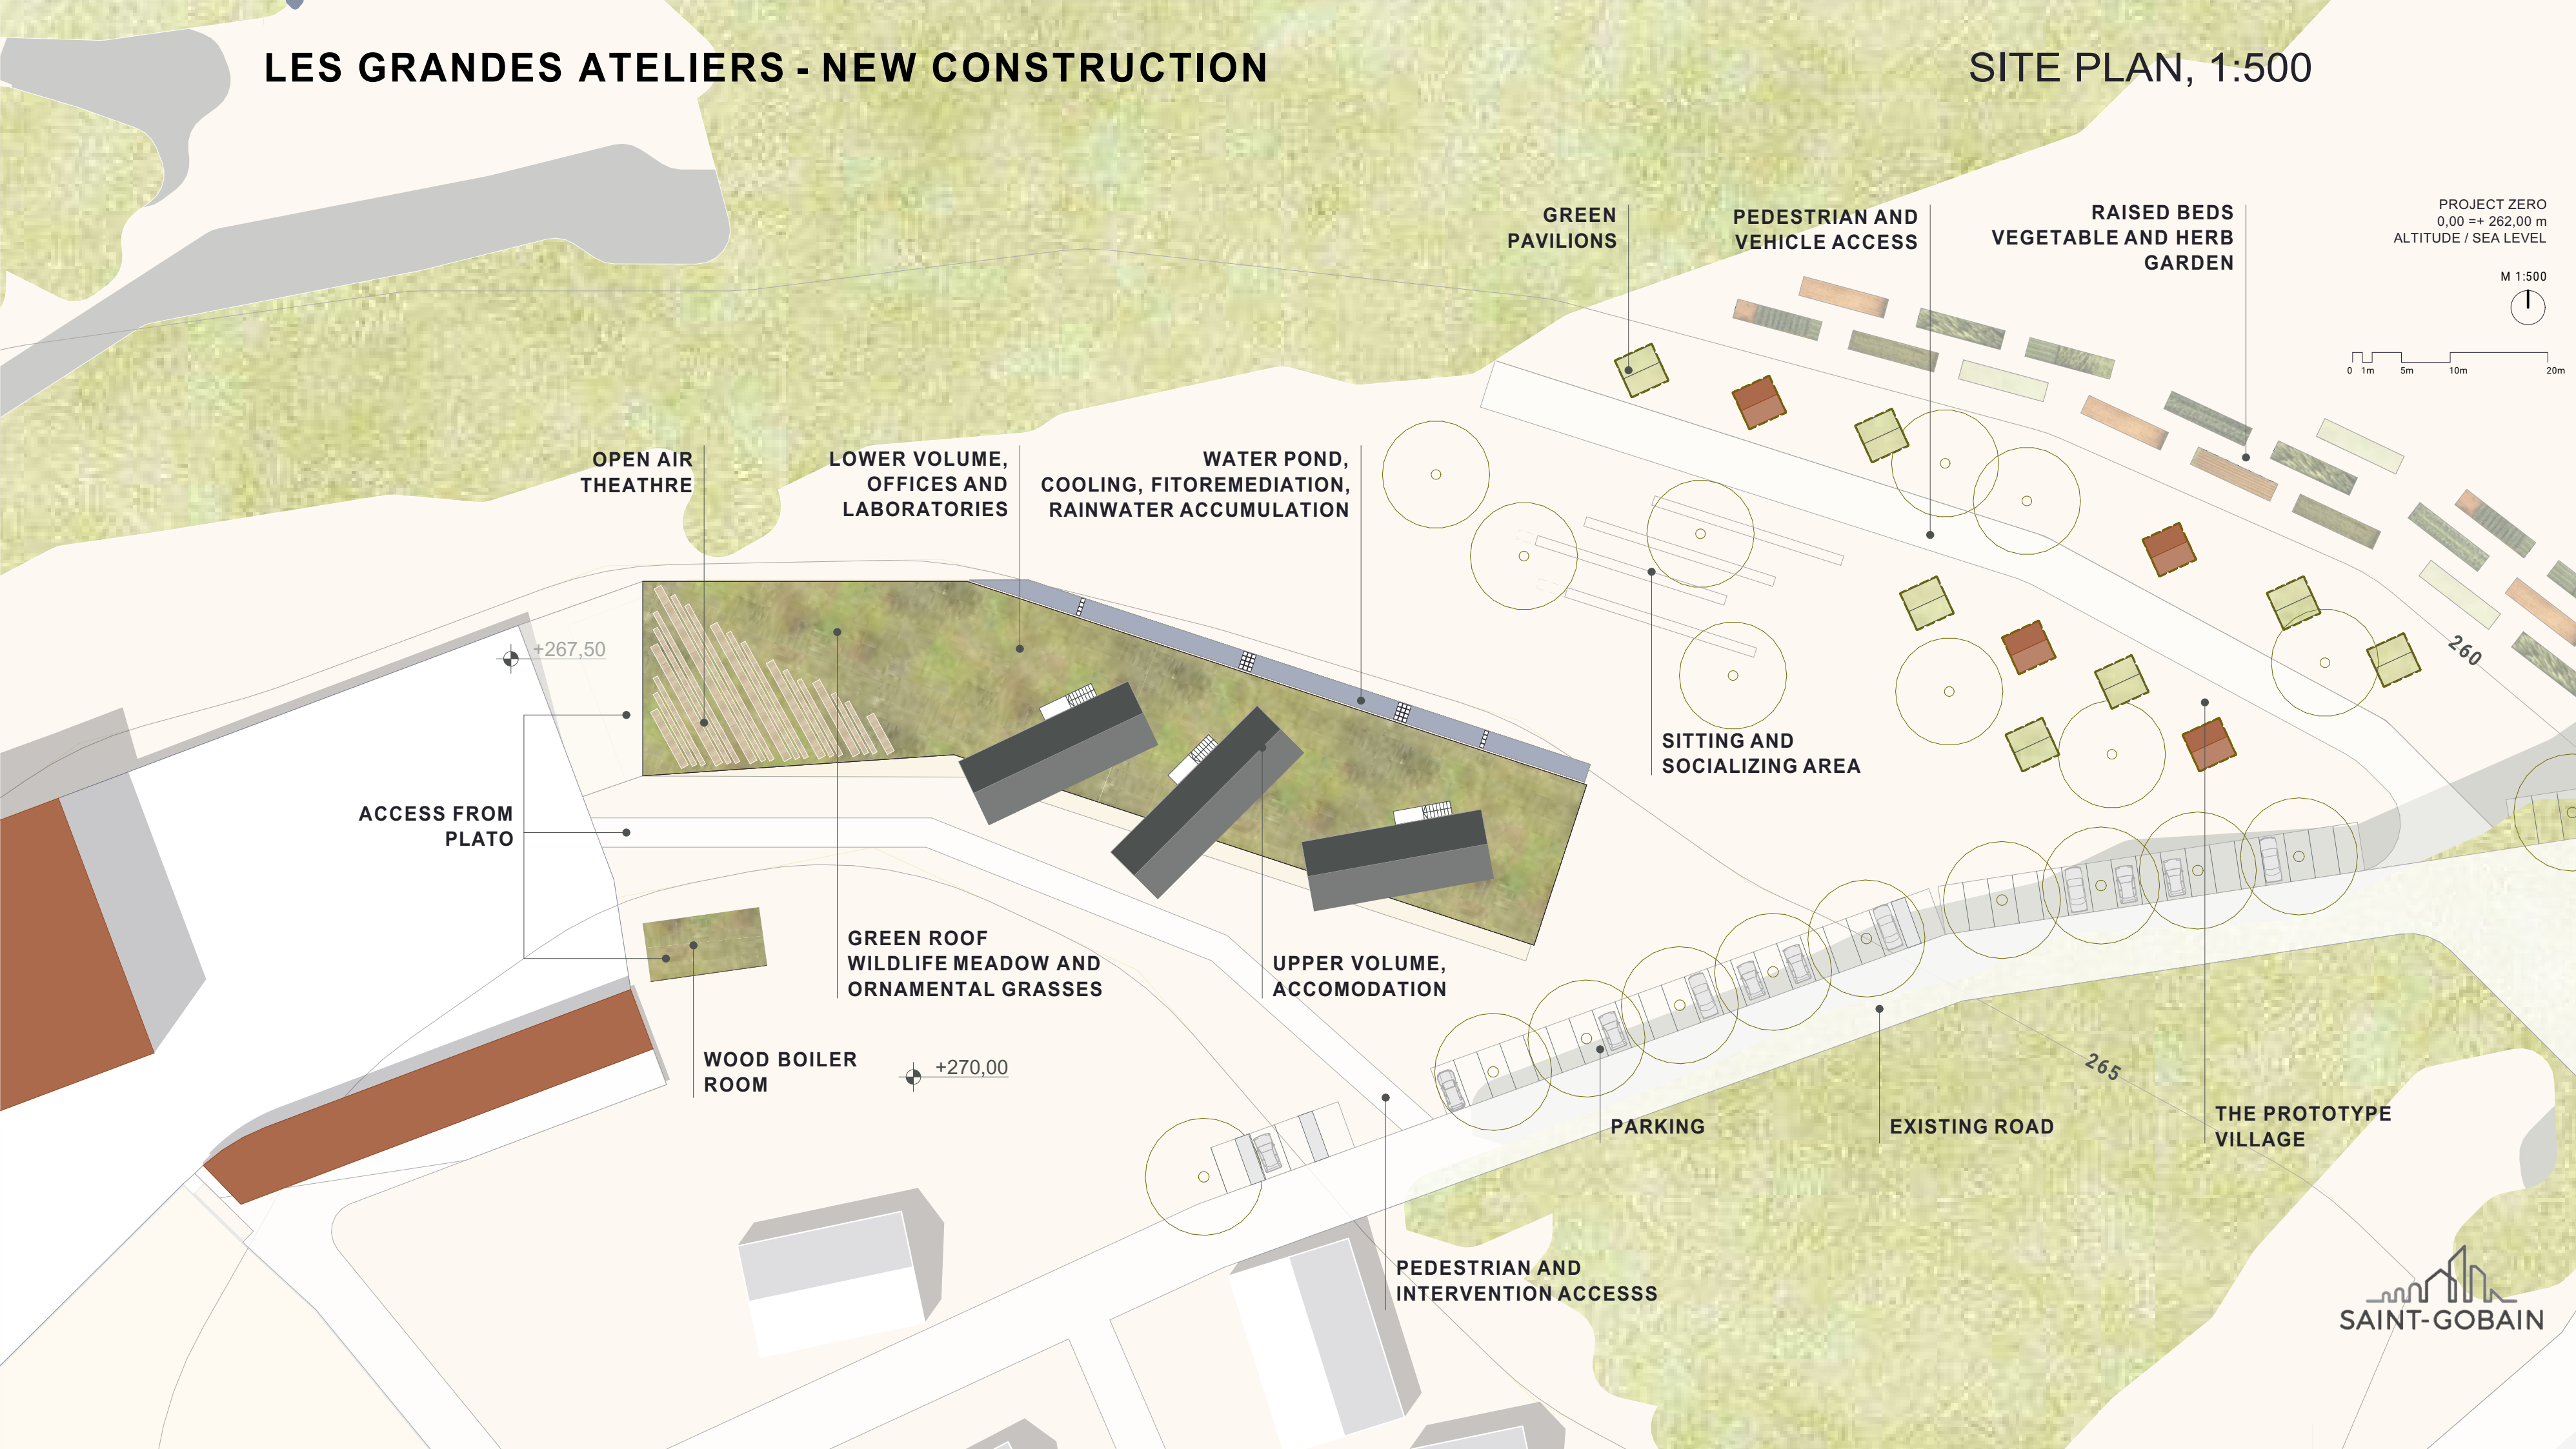 LES GRANDES ATELIERS - NEW CONSTRUCTION
SITE PLAN, 1:500
GREEN
PAVILIONS
PEDESTRIAN AND
VEHICLE ACCESS
RAISED BEDS
VEGETABLE AND HERB
GARDEN
PROJECT ZERO
0,00 =+ 262,00 m
ALTITUDE / SEA LEVEL
M 1:500
0 1m 5m 10m 20m
OPEN AIR
THEATHRE
LOWER VOLUME,
OFFICES AND
LABORATORIES
WATER POND,
COOLING, FITOREMEDIATION,
RAINWATER ACCUMULATION
+267,50
260
SITTING AND
SOCIALIZING AREA
ACCESS FROM
PLATO
GREEN ROOF
WILDLIFE MEADOW AND
ORNAMENTAL GRASSES
UPPER VOLUME,
ACCOMODATION
WOOD BOILER
ROOM
+270,00
265
PARKING
EXISTING ROAD
THE PROTOTYPE
VILLAGE
PEDESTRIAN AND
INTERVENTION ACCESSS
SAINT-GOBAIN